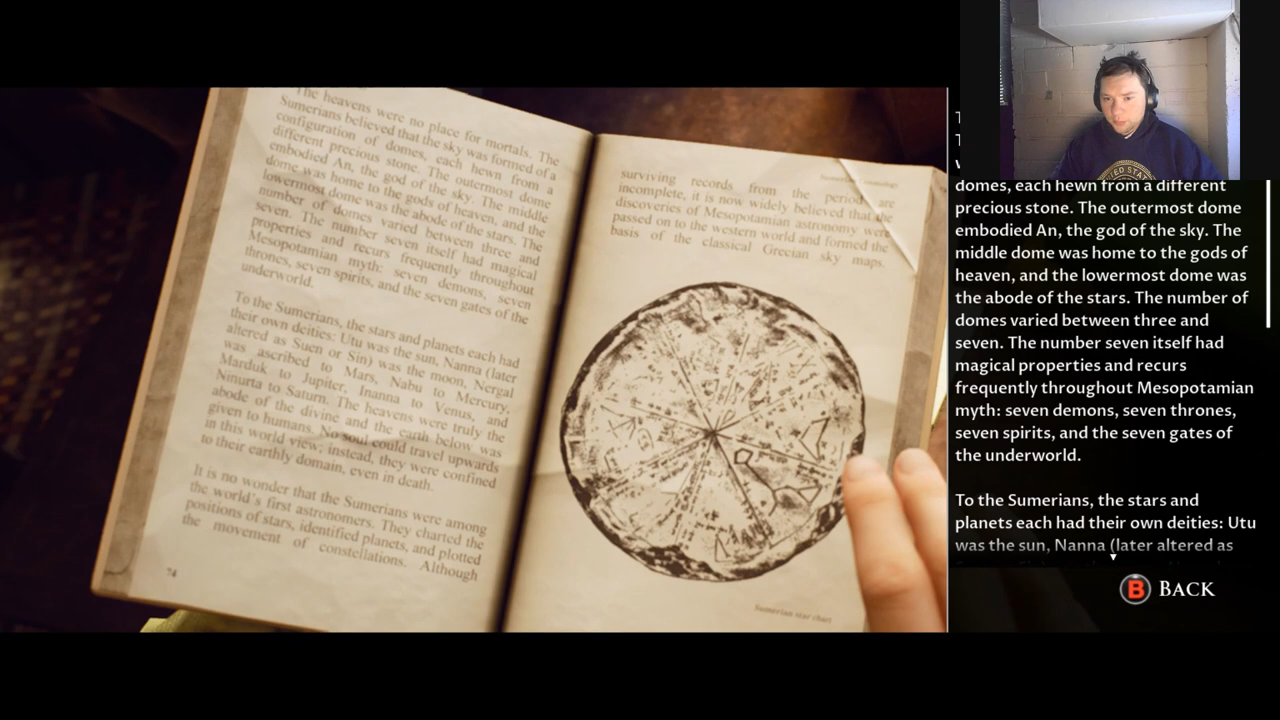 The heavens were no place for mortals. The
Sumerians believed that the sky was formed of a
configuration of domes, each hewn from a
different precious stone. The outermost dome
embodied An, the god of the sky. The middle
dome was home to the gods of heaven, and the
lowermost dome was the abode of the stars. The
number of domes varied between three and
seven. The number seven itself had magical
properties and recurs frequently throughout
Mesopotamian myth: seven demons, seven
thrones, seven spirits, and the seven gates of the
underworld.
To the Sumerians, the stars and planets each had
their own deities: Utu was the sun, Nanna (later
altered as Suen or Sin) was the moon, Nergal
was ascribed to Mars, Nabu to Mercury,
Marduk to Jupiter, Inanna to Venus, and
Ninurta to Saturn. The heavens were truly the
abode of the divine and the earth below was
given to humans. No soul could travel upwards
in this world view; instead, they were confined
to their earthly domain, even in death.
It is no wonder that the Sumerians were among
the world's first astronomers. They charted the
positions of stars, identified planets, and plotted
the movement of constellations. Although
74
surviving records from the period are
incomplete, it is now widely believed that the
discoveries of Mesopotamian astronomy were
passed on to the western world and formed the
basis of the classical Grecian sky maps.
Sumerian star chart
domes, each hewn from a different
precious stone. The outermost dome
embodied An, the god of the sky. The
middle dome was home to the gods of
heaven, and the lowermost dome was
the abode of the stars. The number of
domes varied between three and
seven. The number seven itself had
magical properties and recurs
frequently throughout Mesopotamian
myth: seven demons, seven thrones,
seven spirits, and the seven gates of
the underworld.
To the Sumerians, the stars and
planets each had their own deities: Utu
was the sun, Nanna (later altered as
B BACK